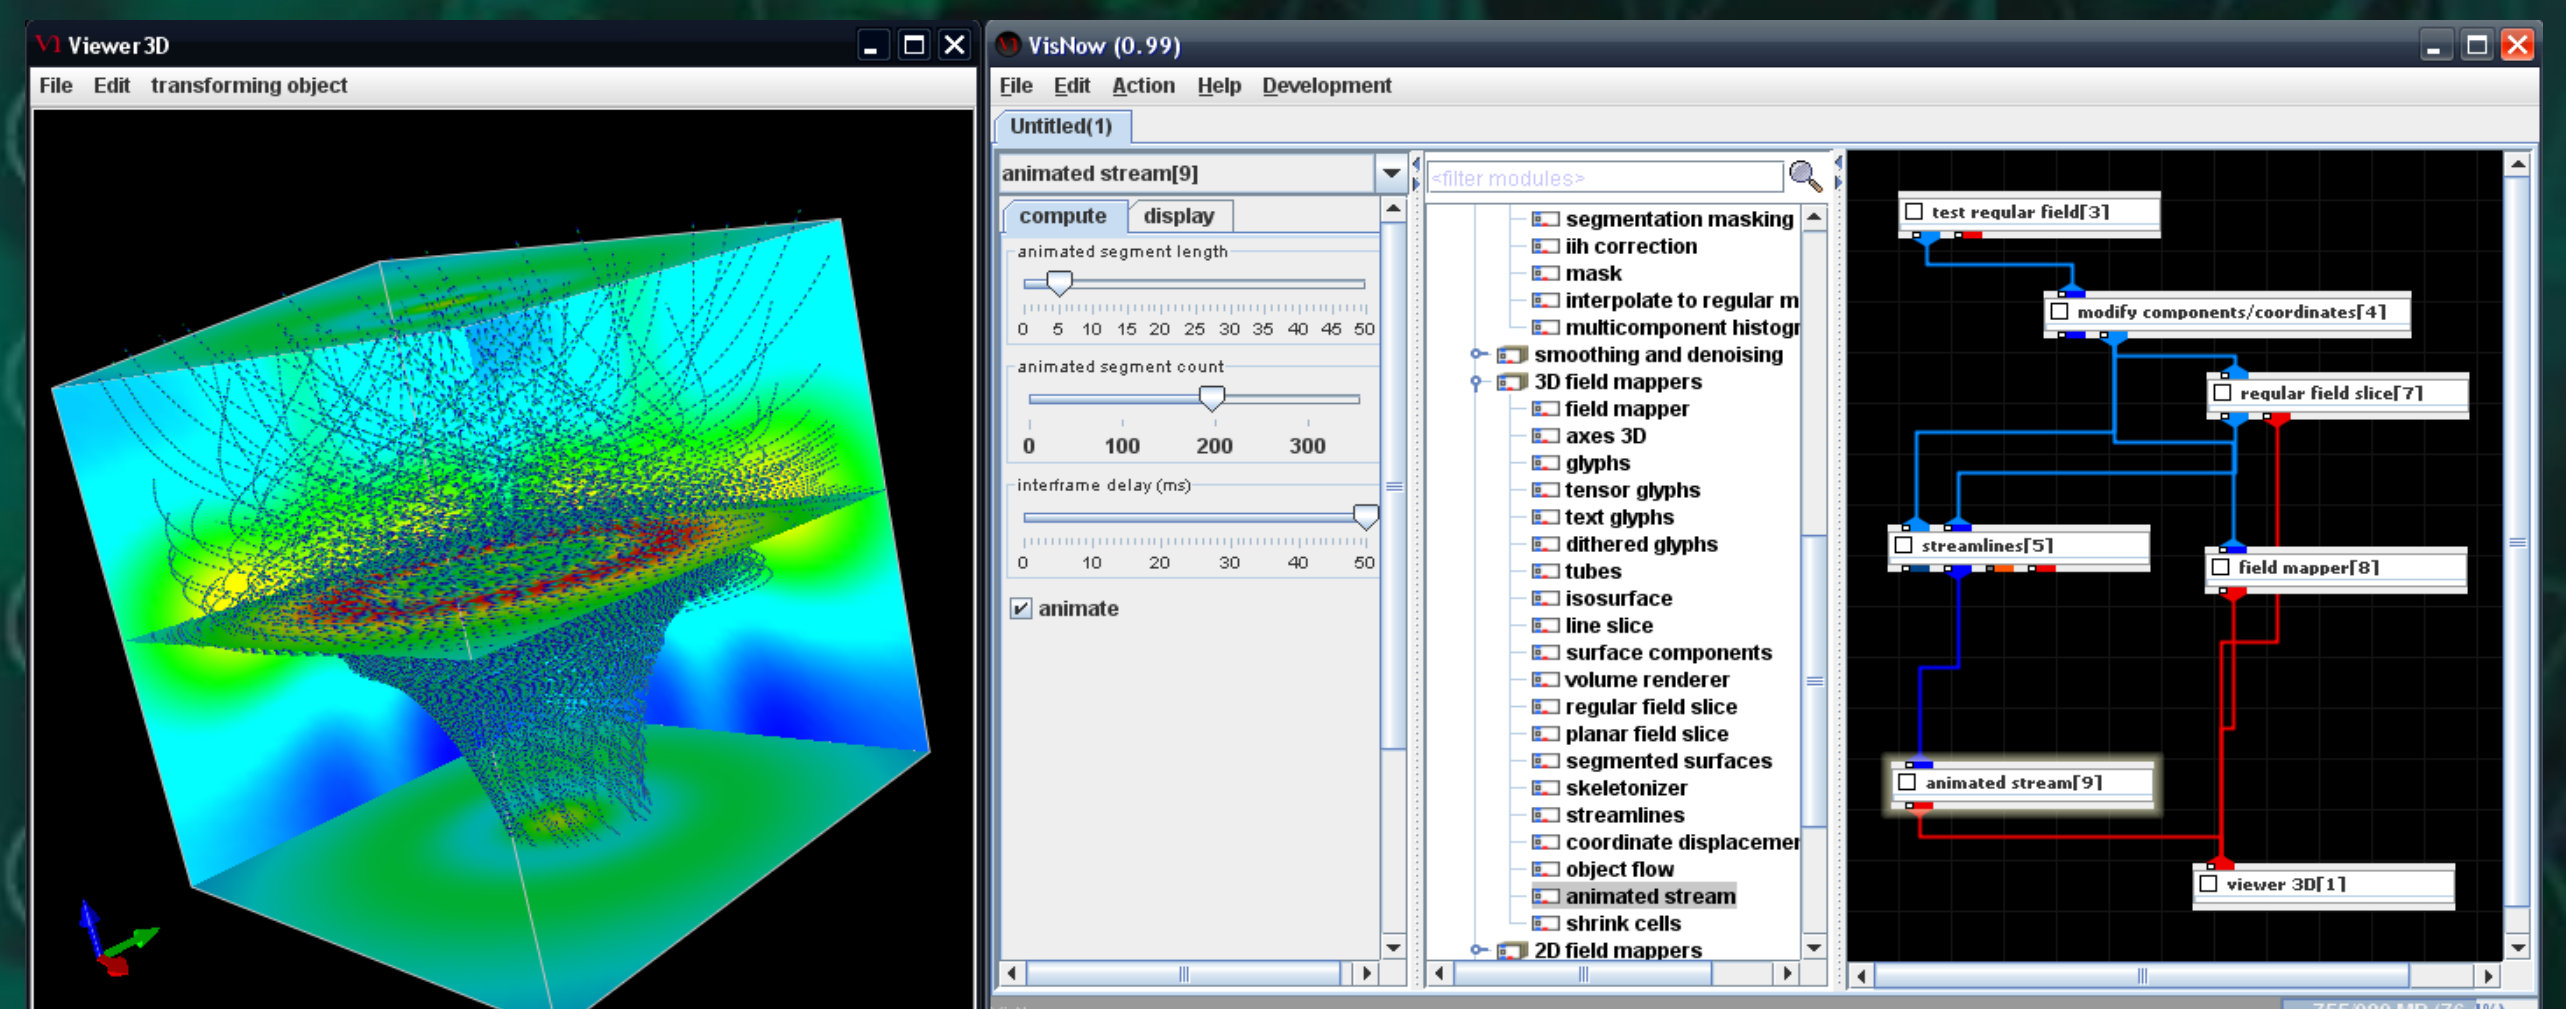 Viewer3D
File Edit transforming object
VisNow (0.99)
File Edit Action Help Development
Untitled(1)
animated stream[9]
compute display
animated segment length
0 5 10 15 20 25 30 35 40 45 50
animated segment count
0 100 200 300
interframe delay (ms)
0 10 20 30 40 50
animate
<filter modules>
segmentation masking
iih correction
mask
interpolate to regular m
multicomponent histogr
smoothing and denoising
3D field mappers
field mapper
axes 3D
glyphs
tensor glyphs
text glyphs
dithered glyphs
tubes
isosurface
line slice
surface components
volume renderer
regular field slice
planar field slice
segmented surfaces
skeletonizer
streamlines
coordinate displacemer
object flow
animated stream
shrink cells
2D field mappers
test regular field[3]
modify components/coordinates[4]
regular field slice[7]
streamlines[5]
field mapper[8]
animated stream[9]
viewer 3D[1]